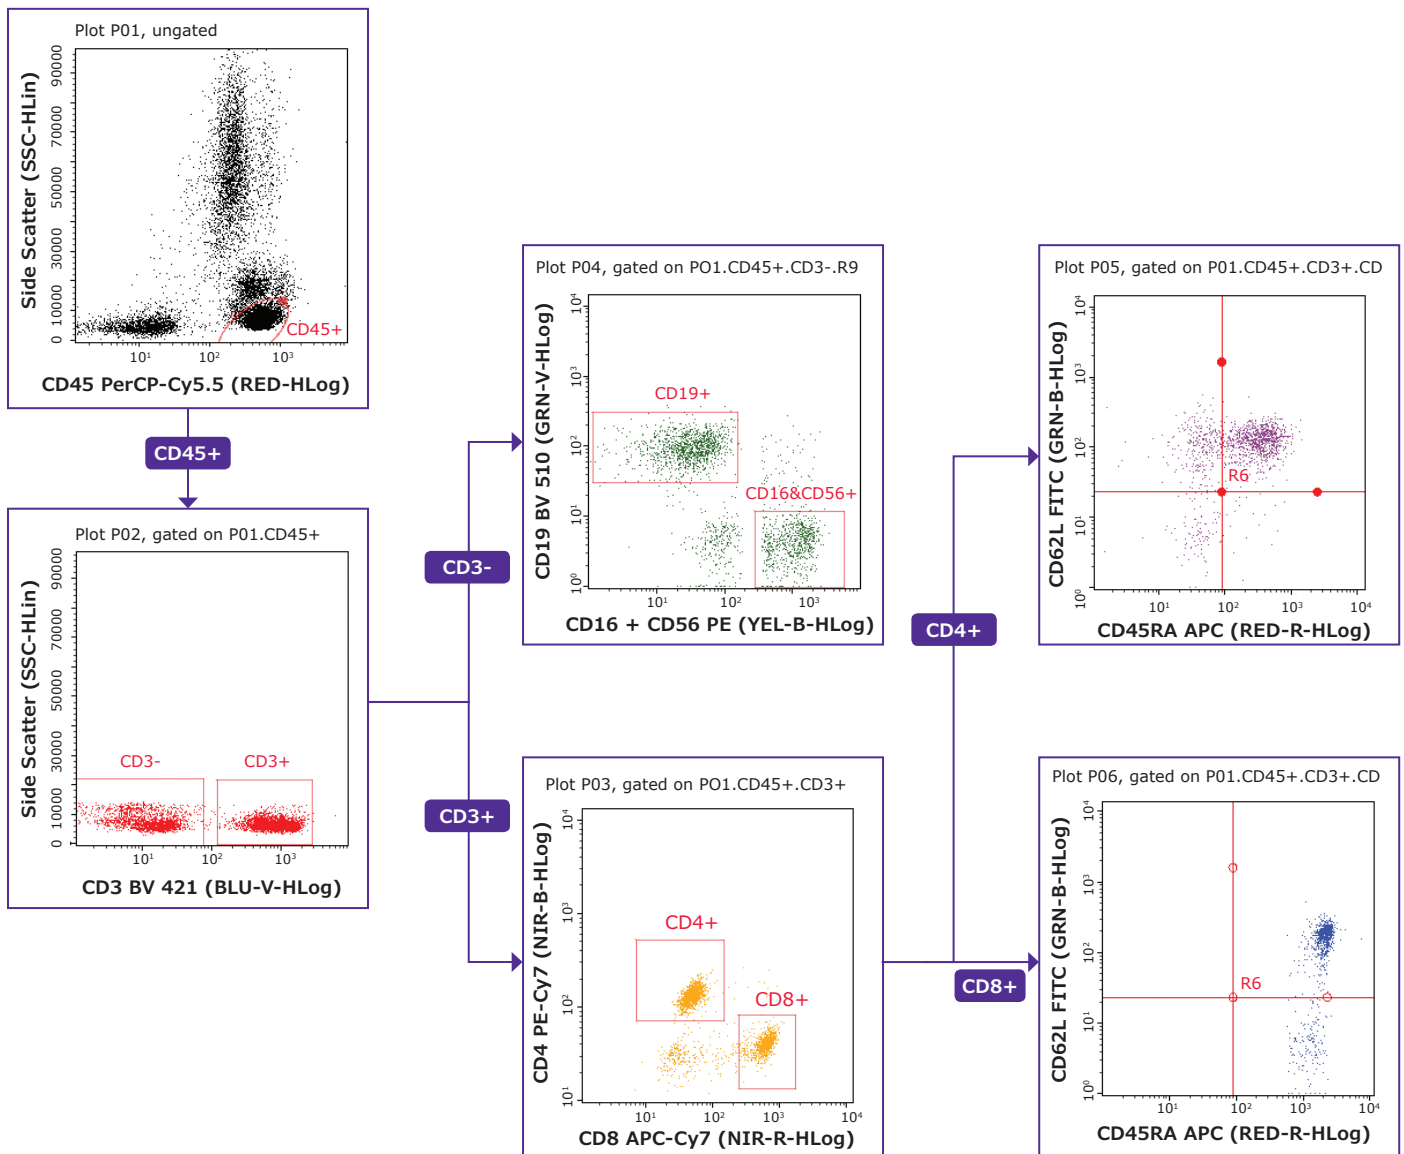 Plot P01, ungated
Side Scatter (SSC-HLin)
0 10000 30000 50000 70000 90000
10¹ 10² 10³
CD45+
CD45 PerCP-Cy5.5 (RED-HLog)
CD45+
Plot P02, gated on P01.CD45+
Side Scatter (SSC-HLin)
0 10000 30000 50000 70000 90000
CD3-
CD3+
10¹ 10² 10³
CD3 BV 421 (BLU-V-HLog)
CD3-
CD3+
Plot P04, gated on PO1.CD45+.CD3-.R9
CD19 BV 510 (GRN-V-HLog)
10⁰ 10¹ 10² 10³ 10⁴
CD19+
CD16&CD56+
10¹ 10² 10³
CD16 + CD56 PE (YEL-B-HLog)
Plot P03, gated on PO1.CD45+.CD3+
CD4 PE-Cy7 (NIR-B-HLog)
10¹ 10² 10³ 10⁴
CD4+
CD8+
10¹ 10² 10³ 10⁴
CD8 APC-Cy7 (NIR-R-HLog)
CD4+
CD8+
Plot P05, gated on P01.CD45+.CD3+.CD
CD62L FITC (GRN-B-HLog)
10⁰ 10¹ 10² 10³ 10⁴
R6
10¹ 10² 10³ 10⁴
CD45RA APC (RED-R-HLog)
Plot P06, gated on P01.CD45+.CD3+.CD
CD62L FITC (GRN-B-HLog)
10⁰ 10¹ 10² 10³ 10⁴
R6
10¹ 10² 10³ 10⁴
CD45RA APC (RED-R-HLog)